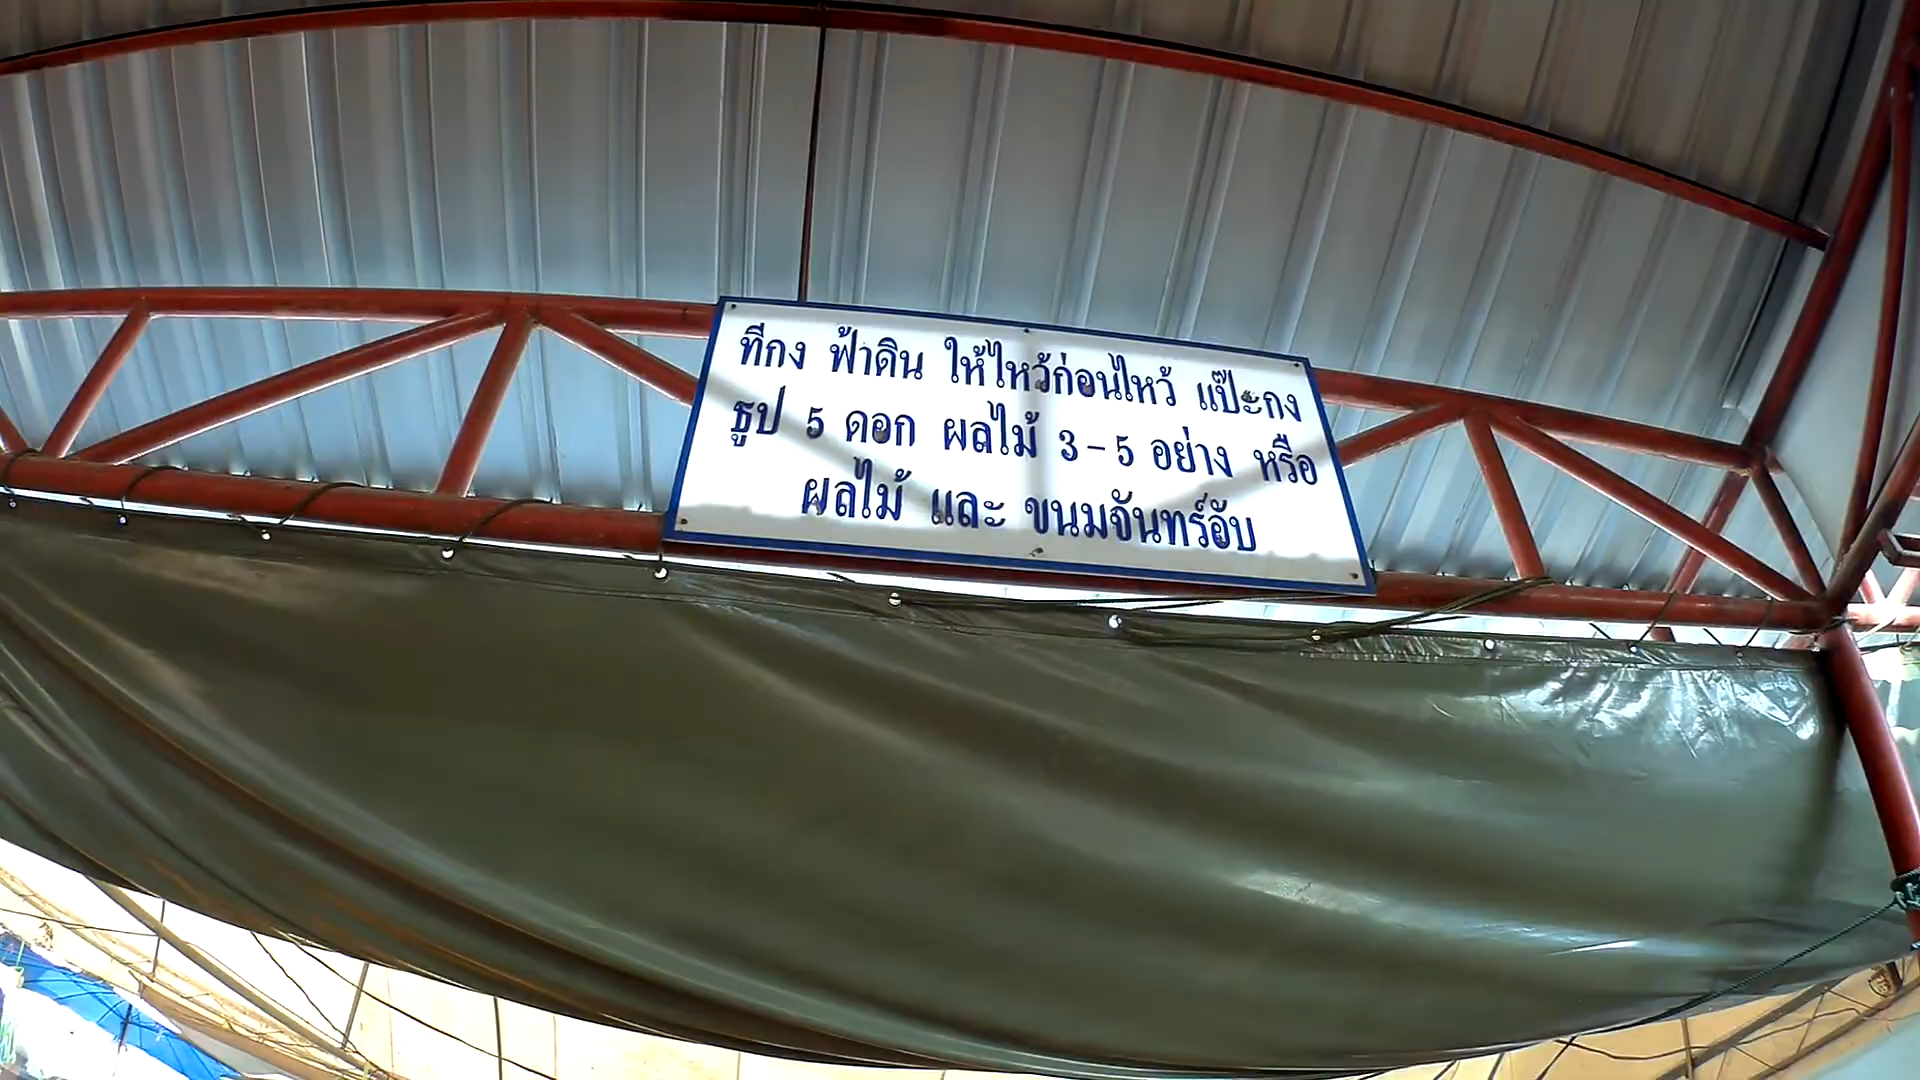 ทีกง ฟ้าดิน ให้ไหว้ก่อนไหว้ แป๊ะกง
ธูป 5 ดอก ผลไม้ 3-5 อย่าง หรือ
ผลไม้ และ ขนมจันทร์อับ